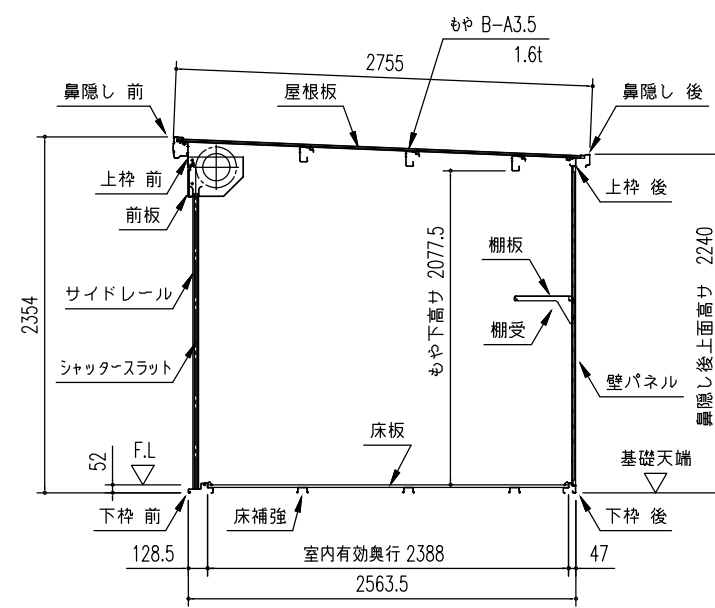 もや B-A3.5
1.6t
2755
鼻隠し 前
屋根板
鼻隠し 後
上枠 前
上枠 後
前板
棚板
サイドレール
棚受
2354
もや下高サ 2077.5
鼻隠し後上面高サ 2240
シャッタースラット
壁パネル
床板
F.L
52
基礎天端
下枠 前
床補強
下枠 後
128.5
室内有効奥行 2388
47
2563.5